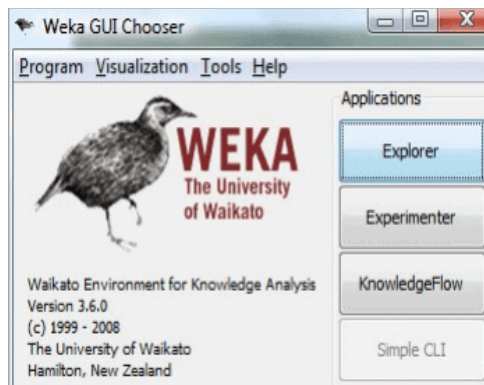 Weka GUI Chooser
Program Visualization Tools Help
WEKA
The University
of Waikato
Waikato Environment for Knowledge Analysis
Version 3.6.0
(c) 1999 - 2008
The University of Waikato
Hamilton, New Zealand
Applications
Explorer
Experimenter
KnowledgeFlow
Simple CLI